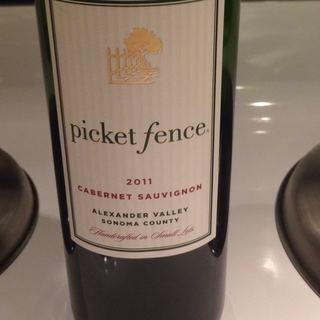 picket fence
2011
CABERNET SAUVIGNON
ALEXANDER VALLEY
SONOMA COUNTY
Handcrafted in Small Lots